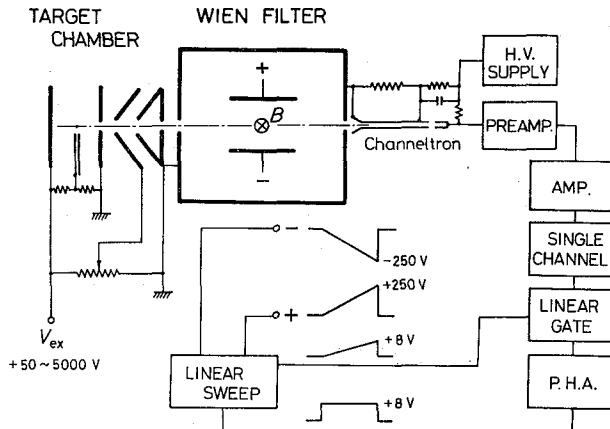 TARGET
CHAMBER
WIEN FILTER
+
B
−
H.V.
SUPPLY
Channeltron
PREAMP.
AMP.
SINGLE
CHANNEL
LINEAR
GATE
P.H.A.
−
−250 V
+250 V
+
+8 V
LINEAR
SWEEP
+8 V
Vex
+50~5000 V